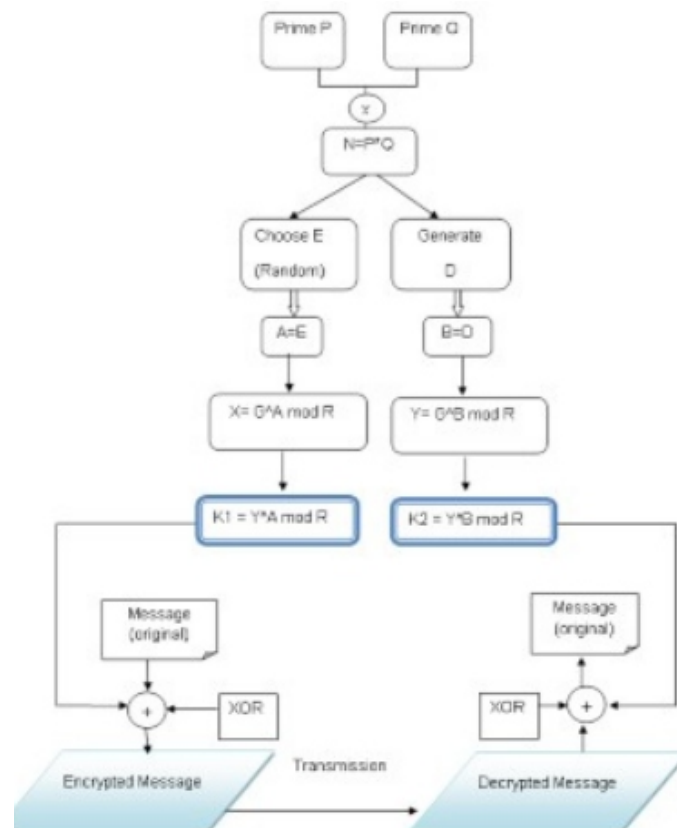 Prime P
Prime Q
x
N=P*Q
Choose E
(Random)
Generate
D
A=E
B=D
X= G^A mod R
Y= G^B mod R
K1 = Y*A mod R
K2 = Y*B mod R
Message
(original)
Message
(original)
+
XOR
XOR
+
Encrypted Message
Transmission
Decrypted Message